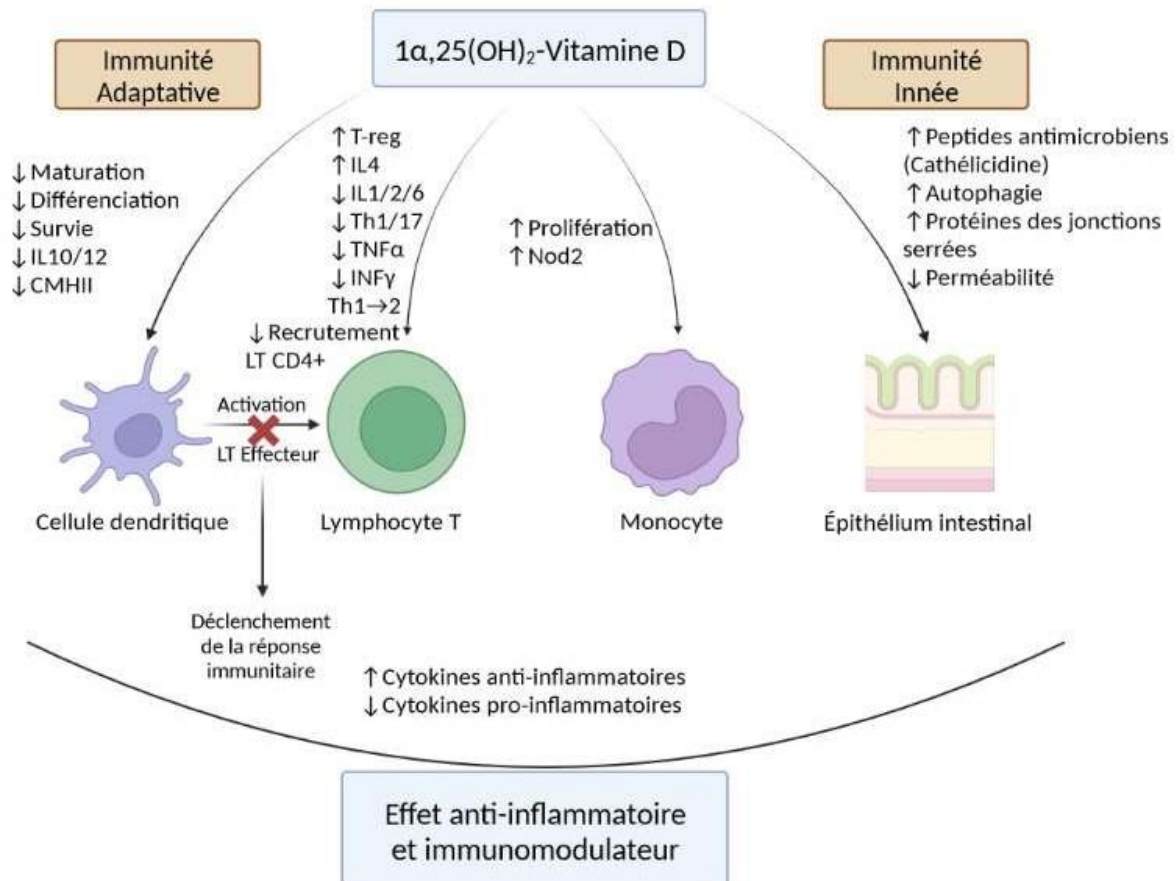 1α,25(OH)₂-Vitamine D
Immunité
Adaptative
Immunité
Innée
↓ Maturation
↓ Différenciation
↓ Survie
↓ IL10/12
↓ CMHII
↑ T-reg
↑ IL4
↓ IL1/2/6
↓ Th1/17
↓ TNFα
↓ INFγ
Th1→2
↓ Recrutement
LT CD4+
↑ Prolifération
↑ Nod2
↑ Peptides antimicrobiens
(Cathélicidine)
↑ Autophagie
↑ Protéines des jonctions
serrées
↓ Perméabilité
Activation
LT Effecteur
Cellule dendritique
Lymphocyte T
Monocyte
Épithélium intestinal
Déclenchement
de la réponse
immunitaire
↑ Cytokines anti-inflammatoires
↓ Cytokines pro-inflammatoires
Effet anti-inflammatoire
et immunomodulateur